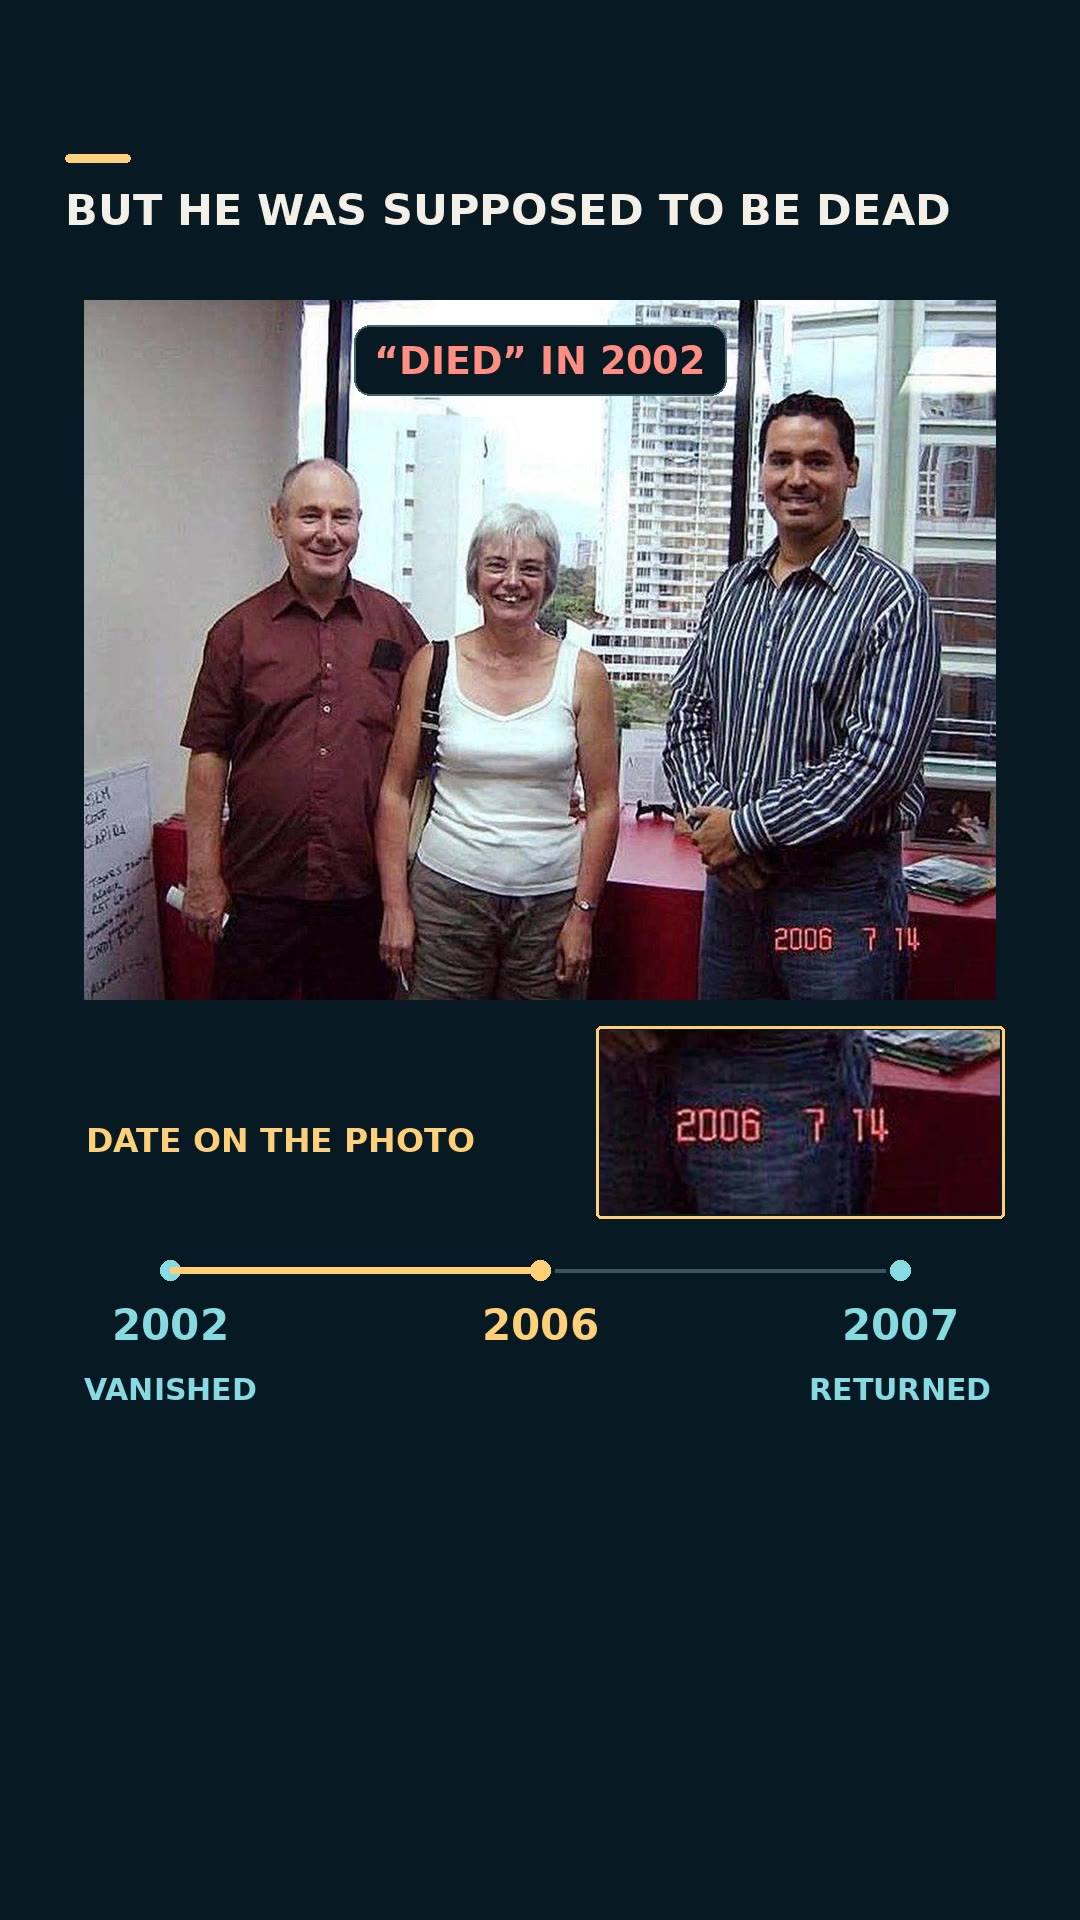 BUT HE WAS SUPPOSED TO BE DEAD
“DIED” IN 2002
SLM
2006 7 14
DATE ON THE PHOTO
2006 7 14
2002 2006 2007
VANISHED RETURNED